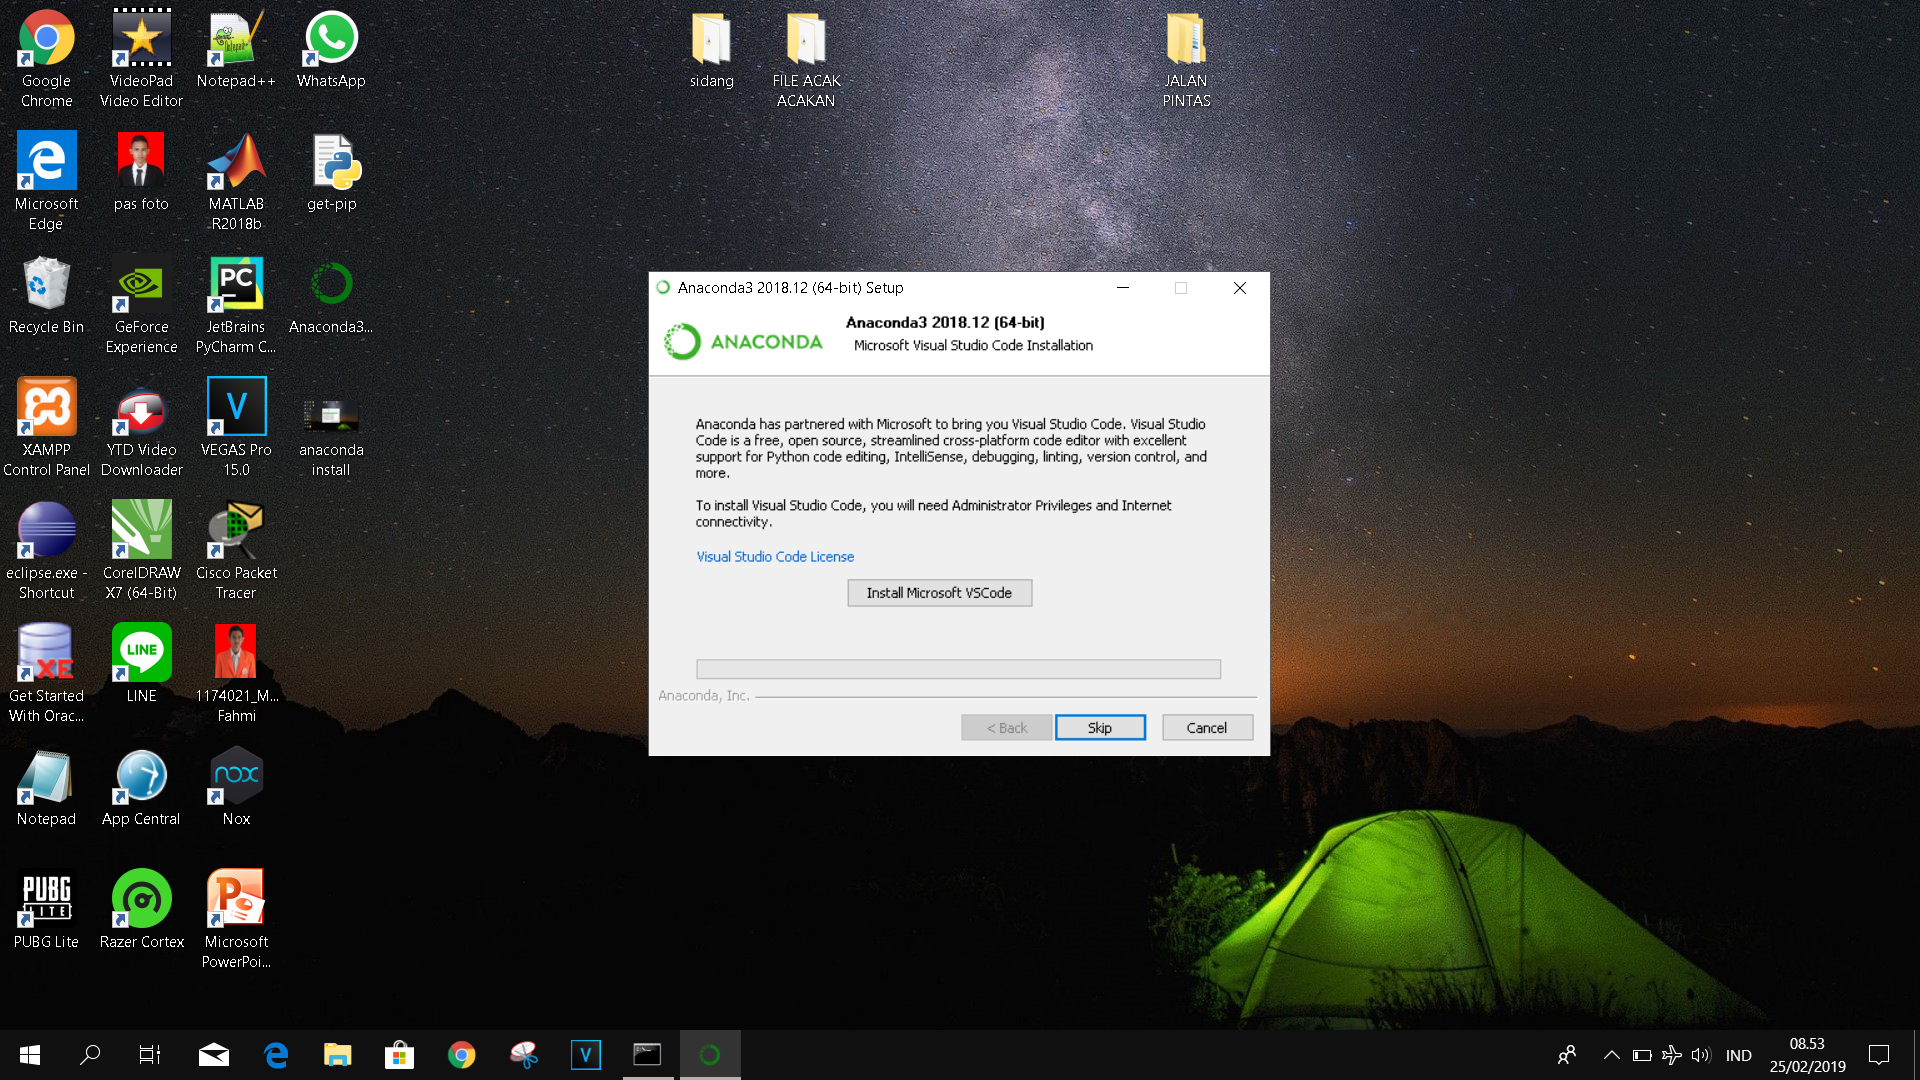 Google
Chrome
VideoPad
Video Editor
Notepad++
WhatsApp
sidang
FILE ACAK
ACAKAN
JALAN
PINTAS
Microsoft
Edge
pas foto
MATLAB
R2018b
get-pip
Recycle Bin
GeForce
Experience
PC
JetBrains
PyCharm C...
Anaconda3...
XAMPP
Control Panel
YTD Video
Downloader
V
VEGAS Pro
15.0
anaconda
install
eclipse.exe -
Shortcut
CorelDRAW
X7 (64-Bit)
Cisco Packet
Tracer
XE
Get Started
With Orac...
LINE
LINE
1174021_M...
Fahmi
Notepad
App Central
nox
Nox
PUBG
LITE
PUBG Lite
Razer Cortex
Microsoft
PowerPoi...
Anaconda3 2018.12 (64-bit) Setup
ANACONDA
Anaconda3 2018.12 (64-bit)
Microsoft Visual Studio Code Installation
Anaconda has partnered with Microsoft to bring you Visual Studio Code. Visual Studio
Code is a free, open source, streamlined cross-platform code editor with excellent
support for Python code editing, IntelliSense, debugging, linting, version control, and
more.
To install Visual Studio Code, you will need Administrator Privileges and Internet
connectivity.
Visual Studio Code License
Install Microsoft VSCode
Anaconda, Inc.
< Back
Skip
Cancel
V
IND
08.53
25/02/2019